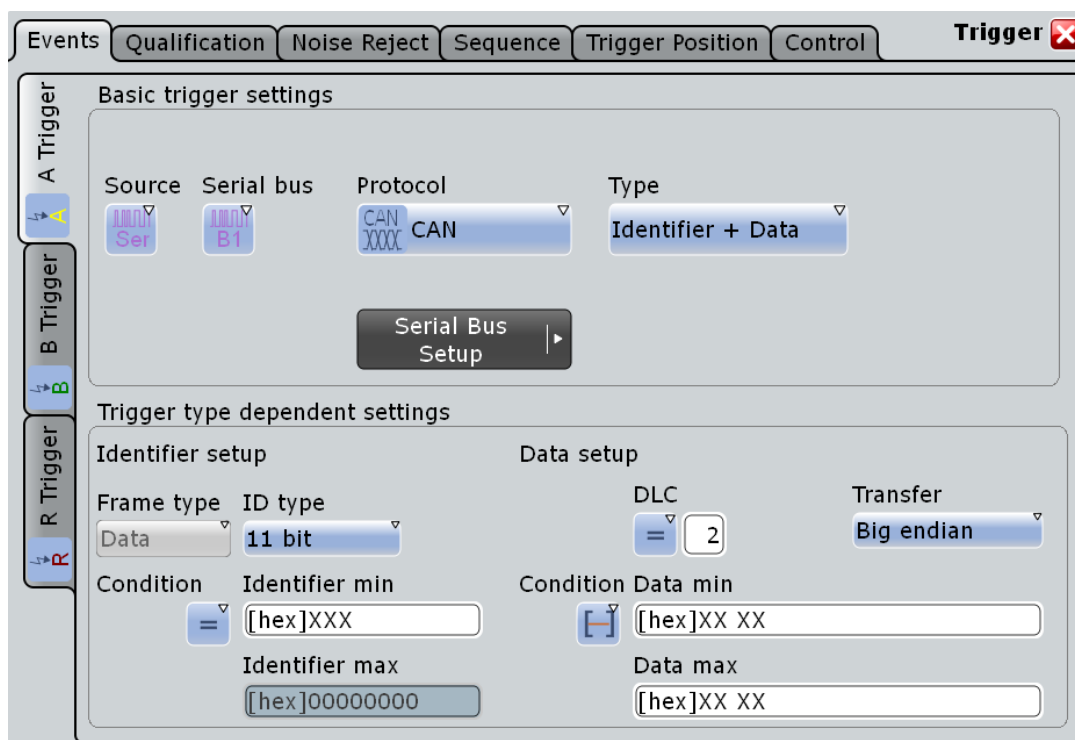 Events Qualification Noise Reject Sequence Trigger Position Control Trigger
A Trigger
A
B Trigger
B
R Trigger
R
Basic trigger settings
Source Serial bus Protocol Type
Ser B1 CAN XXXX CAN Identifier + Data
Serial Bus
Setup
Trigger type dependent settings
Identifier setup Data setup
Frame type ID type DLC Transfer
Data 11 bit = 2 Big endian
Condition Identifier min Condition Data min
= [hex]XXX [hex]XX XX
Identifier max Data max
[hex]00000000 [hex]XX XX